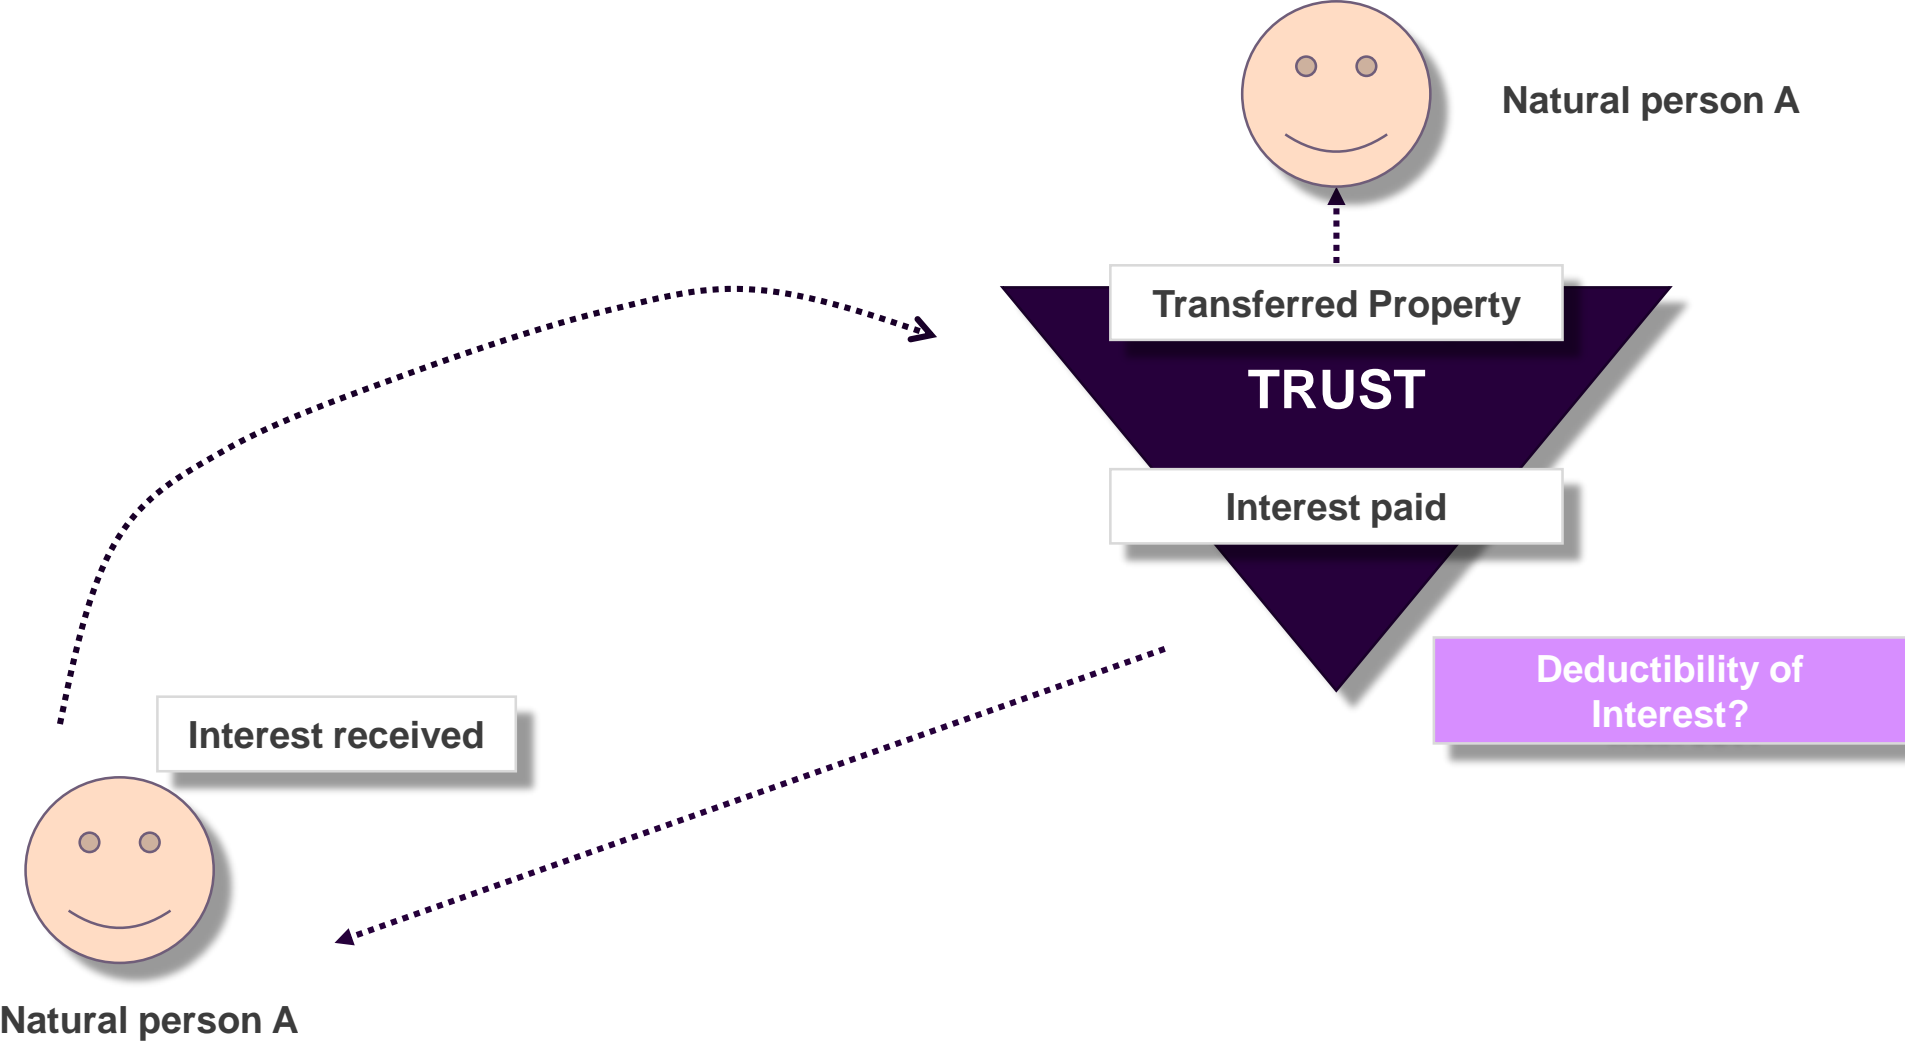 Natural person A
Transferred Property
TRUST
Interest paid
Deductibility of
Interest?
Interest received
Natural person A